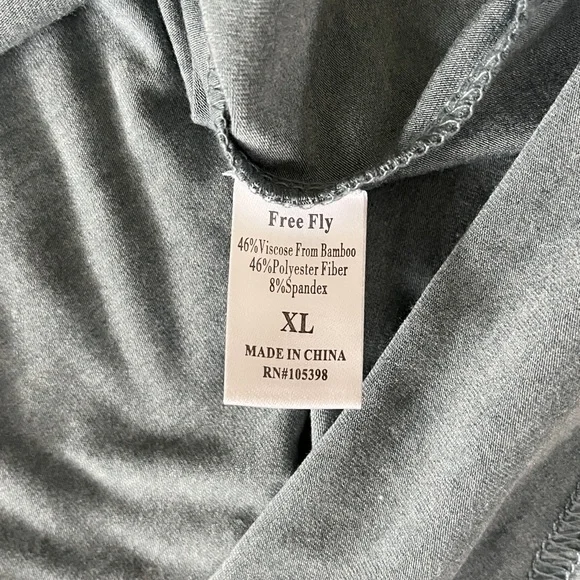 Free Fly
46%Viscose From Bamboo
46%Polyester Fiber
8%Spandex
XL
MADE IN CHINA
RN#105398